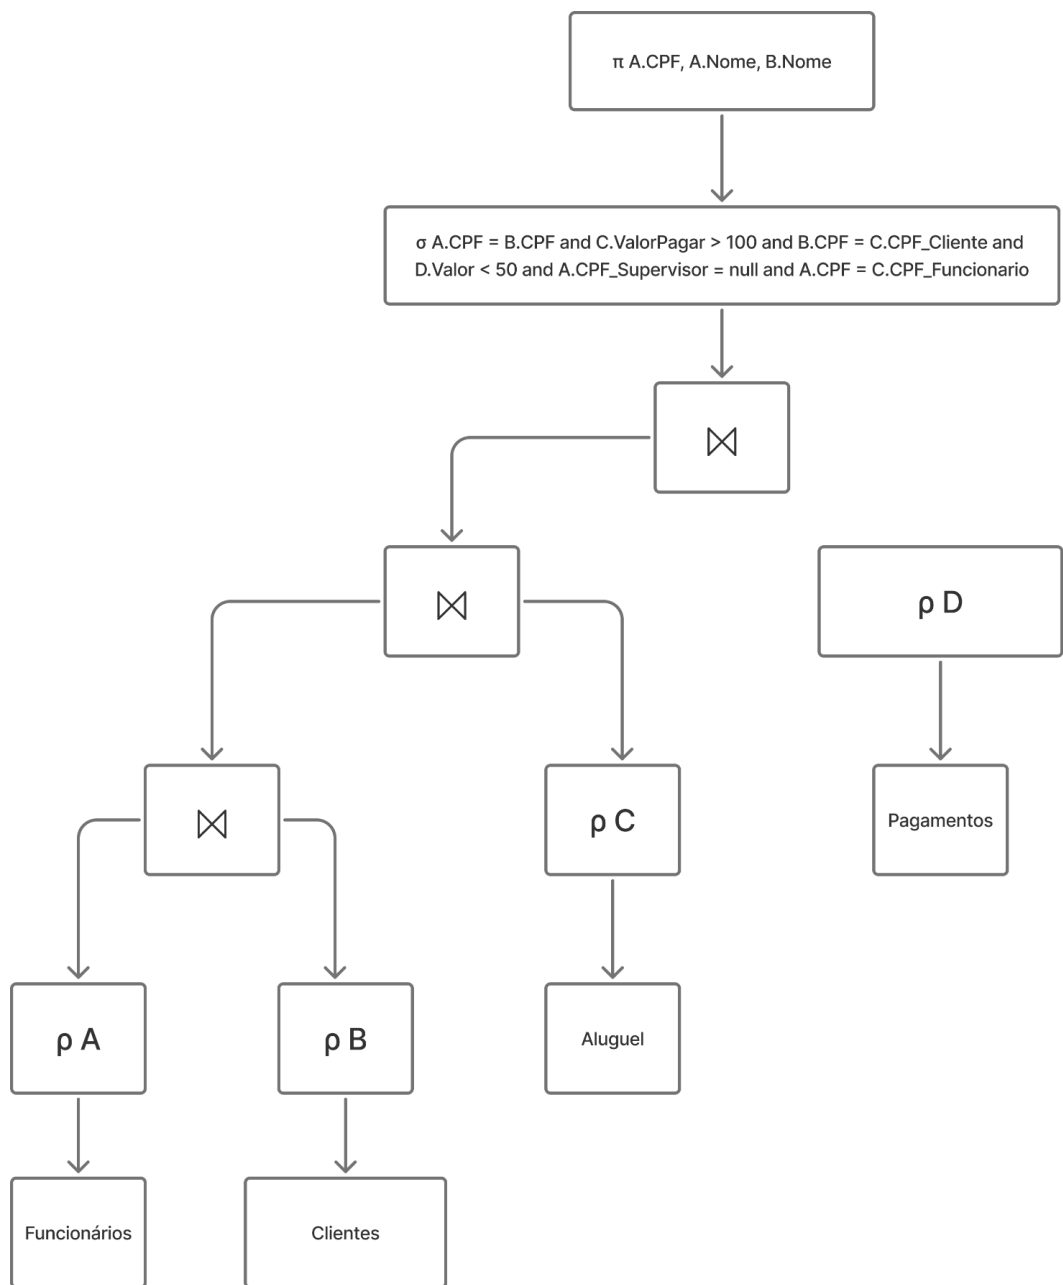 π A.CPF, A.Nome, B.Nome
σ A.CPF = B.CPF and C.ValorPagar > 100 and B.CPF = C.CPF_Cliente and
D.Valor < 50 and A.CPF_Supervisor = null and A.CPF = C.CPF_Funcionario
⋈
⋈
ρ D
⋈
ρ C
Pagamentos
ρ A
ρ B
Aluguel
Funcionários
Clientes